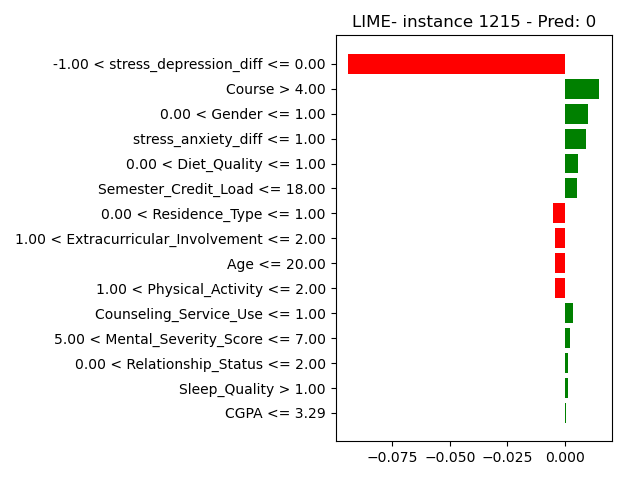 LIME- instance 1215 - Pred: 0
-1.00 < stress_depression_diff <= 0.00
Course > 4.00
0.00 < Gender <= 1.00
stress_anxiety_diff <= 1.00
0.00 < Diet_Quality <= 1.00
Semester_Credit_Load <= 18.00
0.00 < Residence_Type <= 1.00
1.00 < Extracurricular_Involvement <= 2.00
Age <= 20.00
1.00 < Physical_Activity <= 2.00
Counseling_Service_Use <= 1.00
5.00 < Mental_Severity_Score <= 7.00
0.00 < Relationship_Status <= 2.00
Sleep_Quality > 1.00
CGPA <= 3.29
−0.075 −0.050 −0.025 0.000